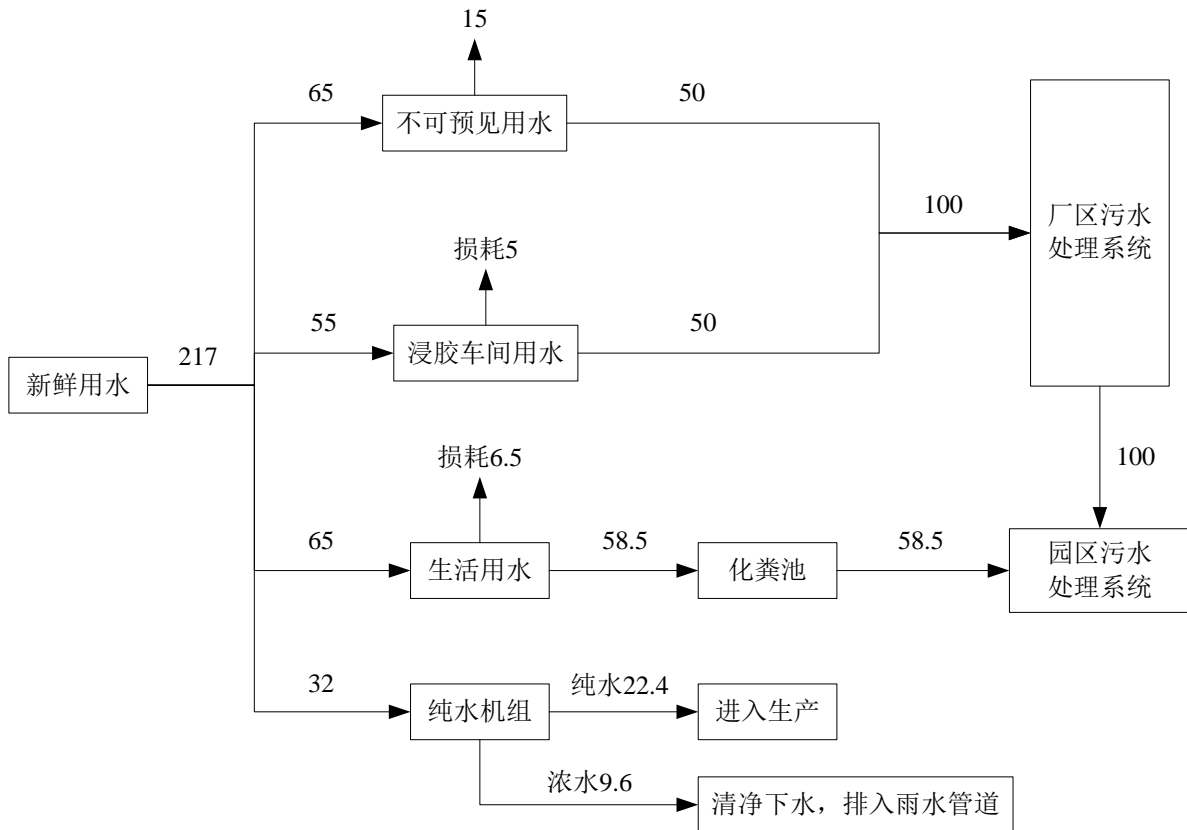 15
65
不可预见用水
50
100
厂区污水
处理系统
损耗5
55
浸胶车间用水
50
217
新鲜用水
损耗6.5
100
65
生活用水
58.5
化粪池
58.5
园区污水
处理系统
32
纯水机组
纯水22.4
进入生产
浓水9.6
清净下水，排入雨水管道